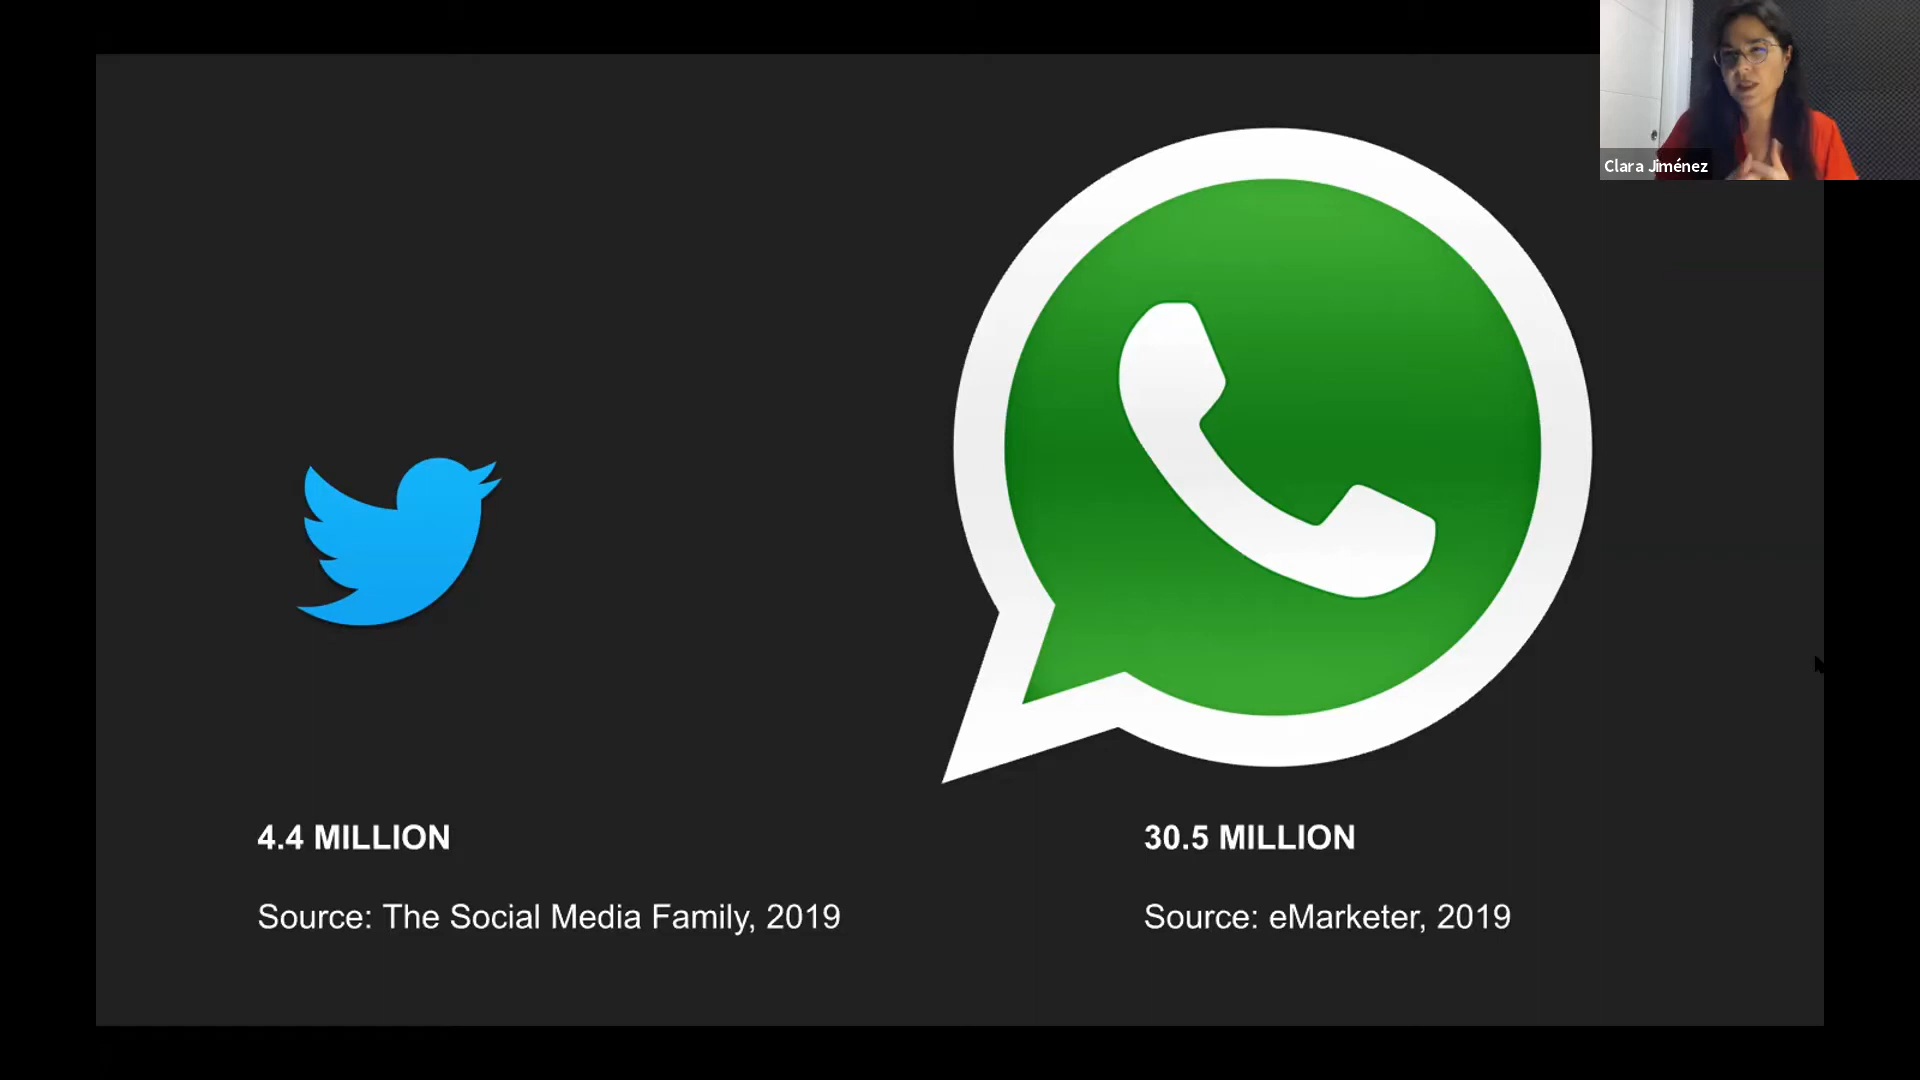 Clara Jiménez
4.4 MILLION
30.5 MILLION
Source: The Social Media Family, 2019
Source: eMarketer, 2019